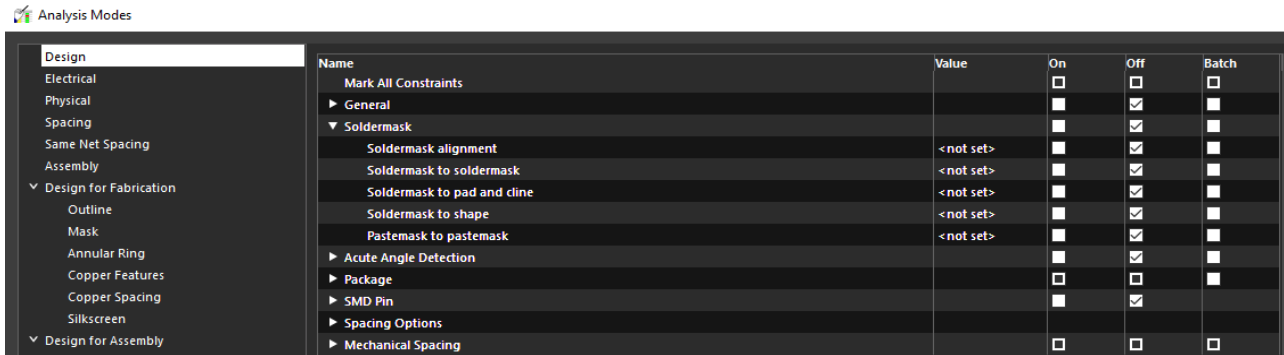 Analysis Modes
Design
Electrical
Physical
Spacing
Same Net Spacing
Assembly
Design for Fabrication
Outline
Mask
Annular Ring
Copper Features
Copper Spacing
Silkscreen
Design for Assembly
Name Value On Off Batch
Mark All Constraints
General
Soldermask
Soldermask alignment <not set>
Soldermask to soldermask <not set>
Soldermask to pad and cline <not set>
Soldermask to shape <not set>
Pastemask to pastemask <not set>
Acute Angle Detection
Package
SMD Pin
Spacing Options
Mechanical Spacing